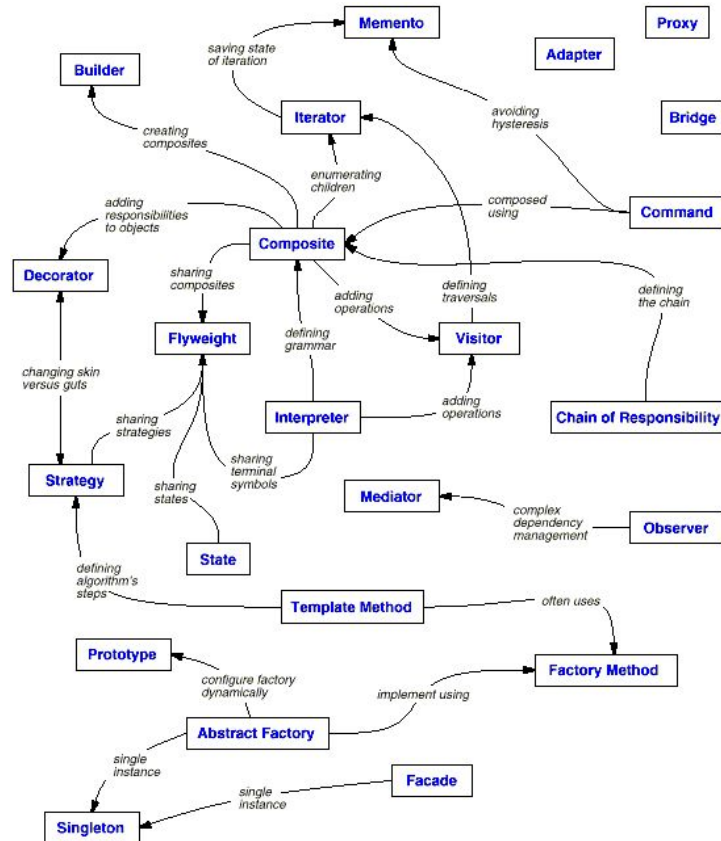 Memento
Proxy
saving state
of iteration
Adapter
Builder
Iterator
avoiding
hysteresis
Bridge
creating
composites
enumerating
children
adding
responsibilities
to objects
composed
using
Command
Composite
Decorator
sharing
composites
adding
operations
defining
traversals
defining
the chain
Flyweight
defining
grammar
Visitor
changing skin
versus guts
sharing
strategies
Interpreter
adding
operations
Chain of Responsibility
Strategy
sharing
states
sharing
terminal
symbols
Mediator
complex
dependency
management
Observer
State
defining
algorithm's
steps
Template Method
often uses
Prototype
configure factory
dynamically
implement using
Factory Method
Abstract Factory
single
instance
Facade
single
instance
Singleton